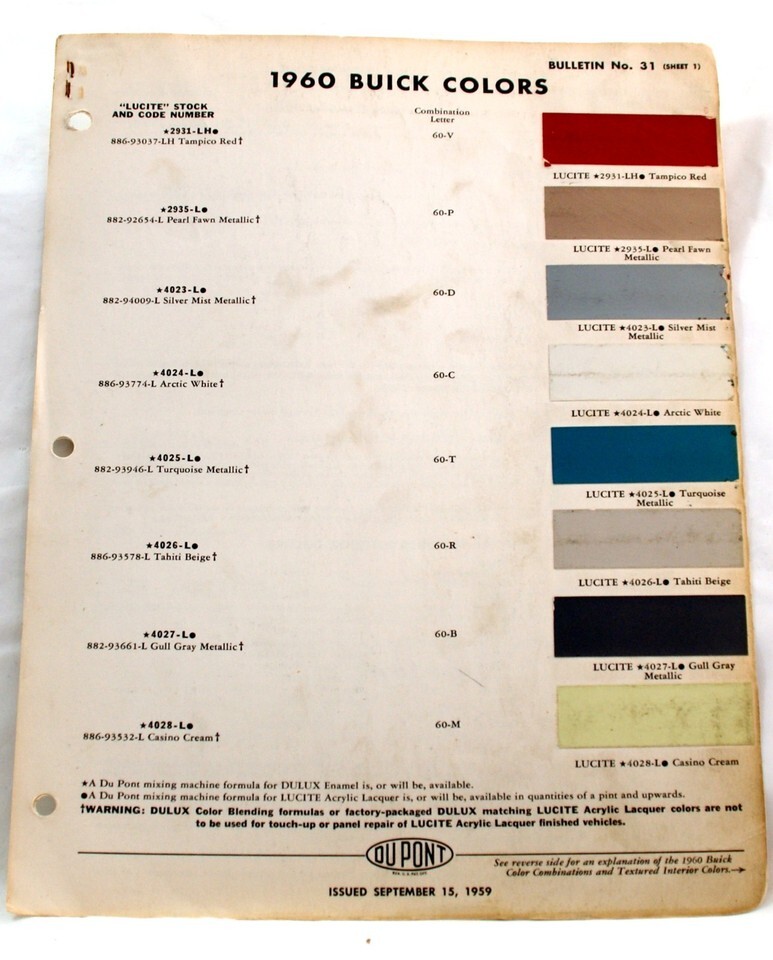 BULLETIN No. 31 (SHEET 1)
1960 BUICK COLORS
"LUCITE" STOCK
AND CODE NUMBER
Combination
Letter
★2931-LH●
886-93037-LH Tampico Red†
60-V
LUCITE ★2931-LH● Tampico Red
★2935-L●
882-92654-L Pearl Fawn Metallic†
60-P
LUCITE ★2935-L● Pearl Fawn
Metallic
★4023-L●
882-94009-L Silver Mist Metallic†
60-D
LUCITE ★4023-L● Silver Mist
Metallic
★4024-L●
886-93774-L Arctic White†
60-C
LUCITE ★4024-L● Arctic White
★4025-L●
882-93946-L Turquoise Metallic†
60-T
LUCITE ★4025-L● Turquoise
Metallic
★4026-L●
886-93578-L Tahiti Beige†
60-R
LUCITE ★4026-L● Tahiti Beige
★4027-L●
882-93661-L Gull Gray Metallic†
60-B
LUCITE ★4027-L● Gull Gray
Metallic
★4028-L●
886-93532-L Casino Cream†
60-M
LUCITE ★4028-L● Casino Cream
★A Du Pont mixing machine formula for DULUX Enamel is, or will be, available.
●A Du Pont mixing machine formula for LUCITE Acrylic Lacquer is, or will be, available in quantities of a pint and upwards.
†WARNING: DULUX Color Blending formulas or factory-packaged DULUX matching LUCITE Acrylic Lacquer colors are not
to be used for touch-up or panel repair of LUCITE Acrylic Lacquer finished vehicles.
DU PONT
REG. U.S. PAT. OFF.
See reverse side for an explanation of the 1960 Buick
Color Combinations and Textured Interior Colors.→
ISSUED SEPTEMBER 15, 1959